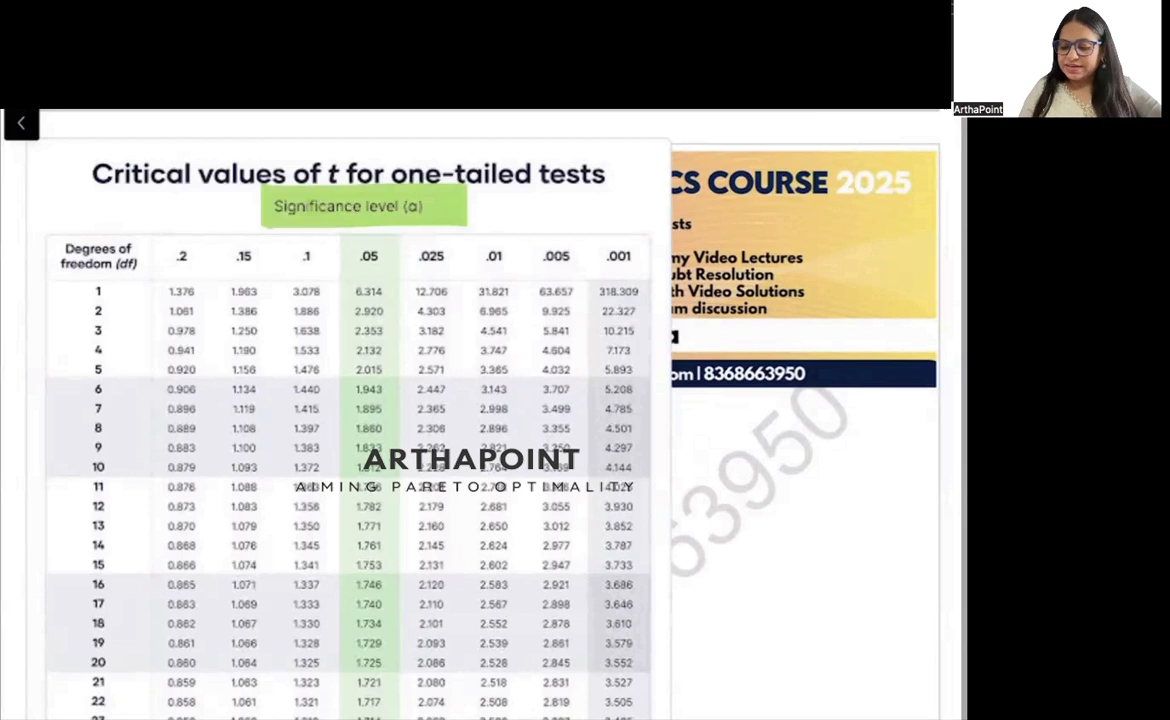 ArthaPoint
Critical values of t for one-tailed tests
Significance level (α)
Degrees of freedom (df) .2 .15 .1 .05 .025 .01 .005 .001
1 1.376 1.963 3.078 6.314 12.706 31.821 63.657 318.309
2 1.061 1.386 1.886 2.920 4.303 6.965 9.925 22.327
3 0.978 1.250 1.638 2.353 3.182 4.541 5.841 10.215
4 0.941 1.190 1.533 2.132 2.776 3.747 4.604 7.173
5 0.920 1.156 1.476 2.015 2.571 3.365 4.032 5.893
6 0.906 1.134 1.440 1.943 2.447 3.143 3.707 5.208
7 0.896 1.119 1.415 1.895 2.365 2.998 3.499 4.785
8 0.889 1.108 1.397 1.860 2.306 2.896 3.355 4.501
9 0.883 1.100 1.383 1.833 2.262 2.821 3.250 4.297
10 0.879 1.093 1.372 4.144
11 0.876 1.088
12 0.873 1.083 1.356 1.782 2.179 2.681 3.055 3.930
13 0.870 1.079 1.350 1.771 2.160 2.650 3.012 3.852
14 0.868 1.076 1.345 1.761 2.145 2.624 2.977 3.787
15 0.866 1.074 1.341 1.753 2.131 2.602 2.947 3.733
16 0.865 1.071 1.337 1.746 2.120 2.583 2.921 3.686
17 0.863 1.069 1.333 1.740 2.110 2.567 2.898 3.646
18 0.862 1.067 1.330 1.734 2.101 2.552 2.878 3.610
19 0.861 1.066 1.328 1.729 2.093 2.539 2.861 3.579
20 0.860 1.064 1.325 1.725 2.086 2.528 2.845 3.552
21 0.859 1.063 1.323 1.721 2.080 2.518 2.831 3.527
22 0.858 1.061 1.321 1.717 2.074 2.508 2.819 3.505
ARTHAPOINT
AIMING PARETO OPTIMALITY
CS COURSE 2025
sts
my Video Lectures
ubt Resolution
th Video Solutions
am discussion
a
om | 8368663950
63950